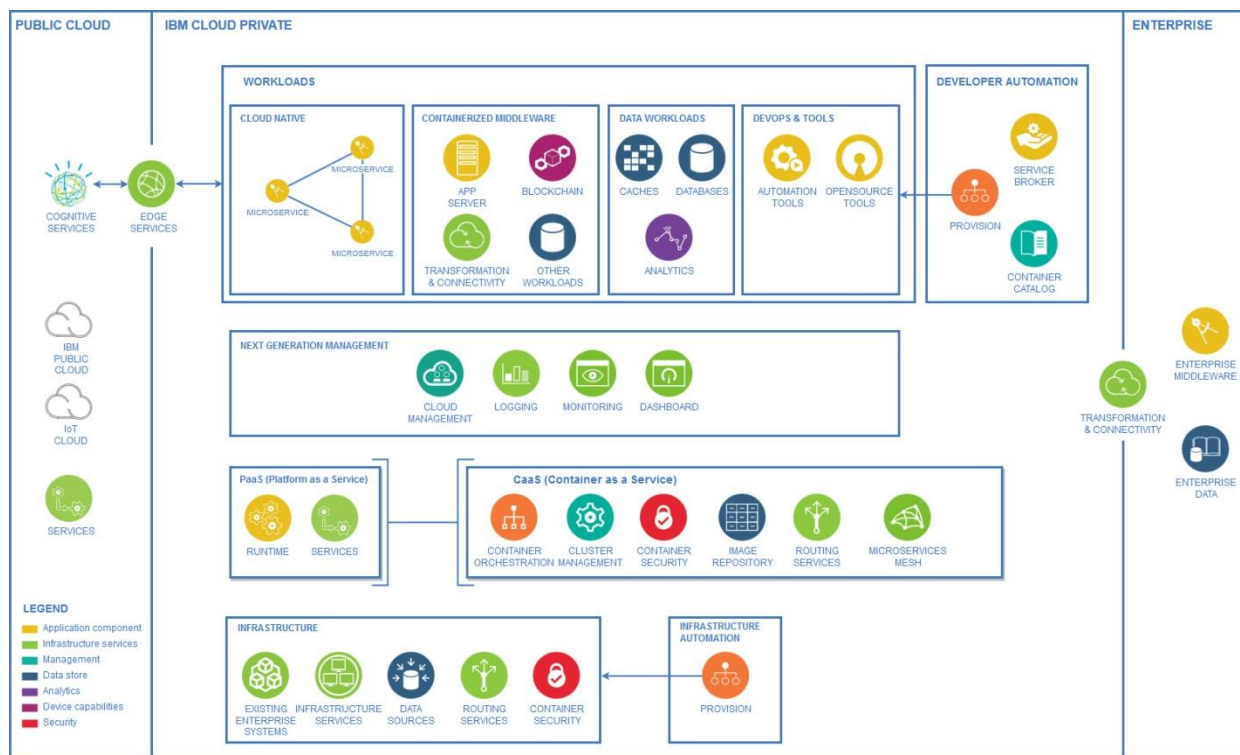 PUBLIC CLOUD
IBM CLOUD PRIVATE
ENTERPRISE
COGNITIVE
SERVICES
EDGE
SERVICES
IBM
PUBLIC
CLOUD
IoT
CLOUD
SERVICES
LEGEND
Application component
Infrastructure services
Management
Data store
Analytics
Device capabilities
Security
WORKLOADS
CLOUD NATIVE
MICROSERVICE
MICROSERVICE
MICROSERVICE
CONTAINERIZED MIDDLEWARE
APP
SERVER
BLOCKCHAIN
TRANSFORMATION
& CONNECTIVITY
OTHER
WORKLOADS
DATA WORKLOADS
CACHES
DATABASES
ANALYTICS
DEVOPS & TOOLS
AUTOMATION
TOOLS
OPENSOURCE
TOOLS
DEVELOPER AUTOMATION
SERVICE
BROKER
PROVISION
CONTAINER
CATALOG
NEXT GENERATION MANAGEMENT
CLOUD
MANAGEMENT
LOGGING
MONITORING
DASHBOARD
PaaS (Platform as a Service)
RUNTIME
SERVICES
CaaS (Container as a Service)
CONTAINER
ORCHESTRATION
CLUSTER
MANAGEMENT
CONTAINER
SECURITY
IMAGE
REPOSITORY
ROUTING
SERVICES
MICROSERVICES
MESH
INFRASTRUCTURE
EXISTING
ENTERPRISE
SYSTEMS
INFRASTRUCTURE
SERVICES
DATA
SOURCES
ROUTING
SERVICES
CONTAINER
SECURITY
INFRASTRUCTURE
AUTOMATION
PROVISION
TRANSFORMATION
& CONNECTIVITY
ENTERPRISE
MIDDLEWARE
ENTERPRISE
DATA